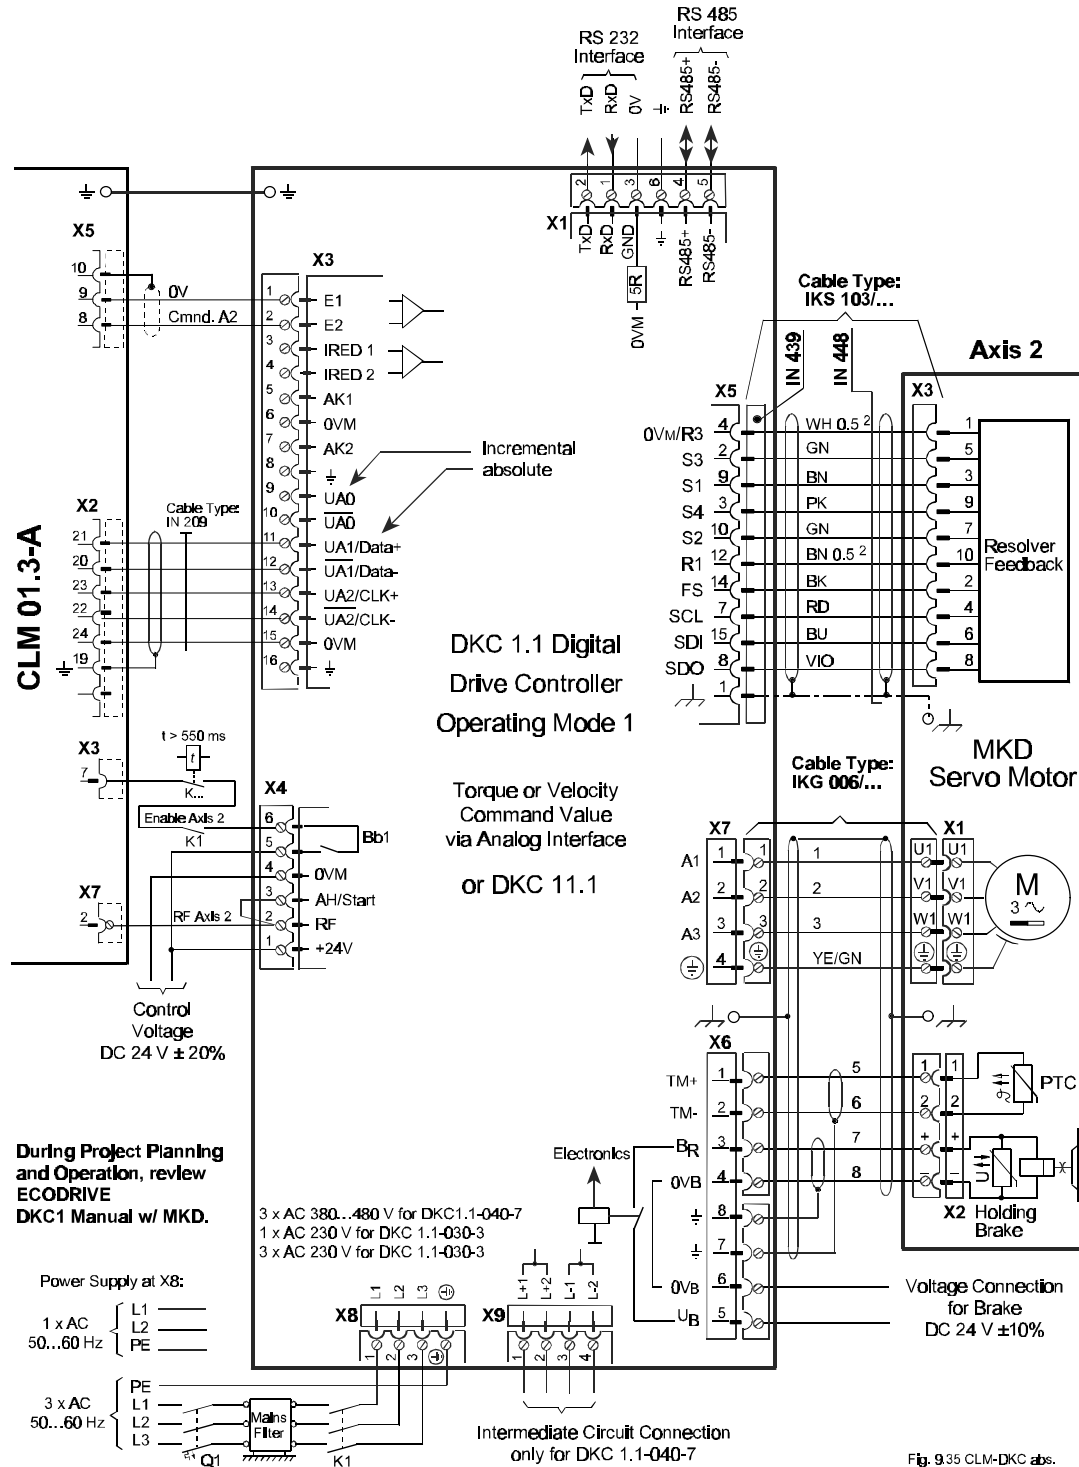 RS 485
Interface
RS 232
Interface
TxD
RxD
0V
RS485+
RS485-
2
1
3
6
4
5
X1
TxD
RxD
GND
RS485+
RS485-
5R
0VM
CLM 01.3-A
X5
10
9
8
0V
Cmnd. A2
X3
1 E1
2 E2
3 IRED 1
4 IRED 2
5 AK1
6 0VM
7 AK2
8
9 UA0
10 UA0
11 UA1/Data+
12 UA1/Data-
13 UA2/CLK+
14 UA2/CLK-
15 0VM
16
Incremental
absolute
X2
21
20
23
22
24
19
Cable Type:
IN 209
Cable Type:
IKS 103/...
IN 439
IN 448
Axis 2
X5
X3
0VM/R3 4 WH 0.5 2 1
S3 2 GN 5
S1 9 BN 3
S4 3 PK 9
S2 10 GN 7
R1 12 BN 0.5 2 10
FS 14 BK 2
SCL 7 RD 4
SDI 15 BU 6
SDO 8 VIO 8
1
Resolver
Feedback
DKC 1.1 Digital
Drive Controller
Operating Mode 1
Torque or Velocity
Command Value
via Analog Interface
or DKC 11.1
MKD
Servo Motor
X3
7
t > 550 ms
t
K...
Enable Axis 2
K1
X4
6
5
4 0VM
3 AH/Start
2 RF
1 +24V
Bb1
X7
2
RF Axis 2
Control
Voltage
DC 24 V ± 20%
Cable Type:
IKG 006/...
X7
X1
A1 1 1 1 U1 U1
A2 2 2 2 V1 V1
A3 3 3 3 W1 W1
4 YE/GN
M
3
X6
TM+ 1 5 1 1
TM- 2 6 2 2
BR 3 7 + +
0VB 4 8 - -
8
7
0VB 6
UB 5
PTC
ϑ
U
X2
Holding
Brake
Electronics
Voltage Connection
for Brake
DC 24 V ±10%
During Project Planning
and Operation, review
ECODRIVE
DKC1 Manual w/ MKD.
3 x AC 380...480 V for DKC1.1-040-7
1 x AC 230 V for DKC 1.1-030-3
3 x AC 230 V for DKC 1.1-030-3
Power Supply at X8:
1 x AC
50...60 Hz
L1
L2
PE
3 x AC
50...60 Hz
PE
L1
L2
L3
Q1
Mains
Filter
K1
X8
L1
L2
L3
1
2
3
X9
L+1
L+2
L-1
L-2
1
2
3
4
Intermediate Circuit Connection
only for DKC 1.1-040-7
Fig. 9.35 CLM-DKC abs.